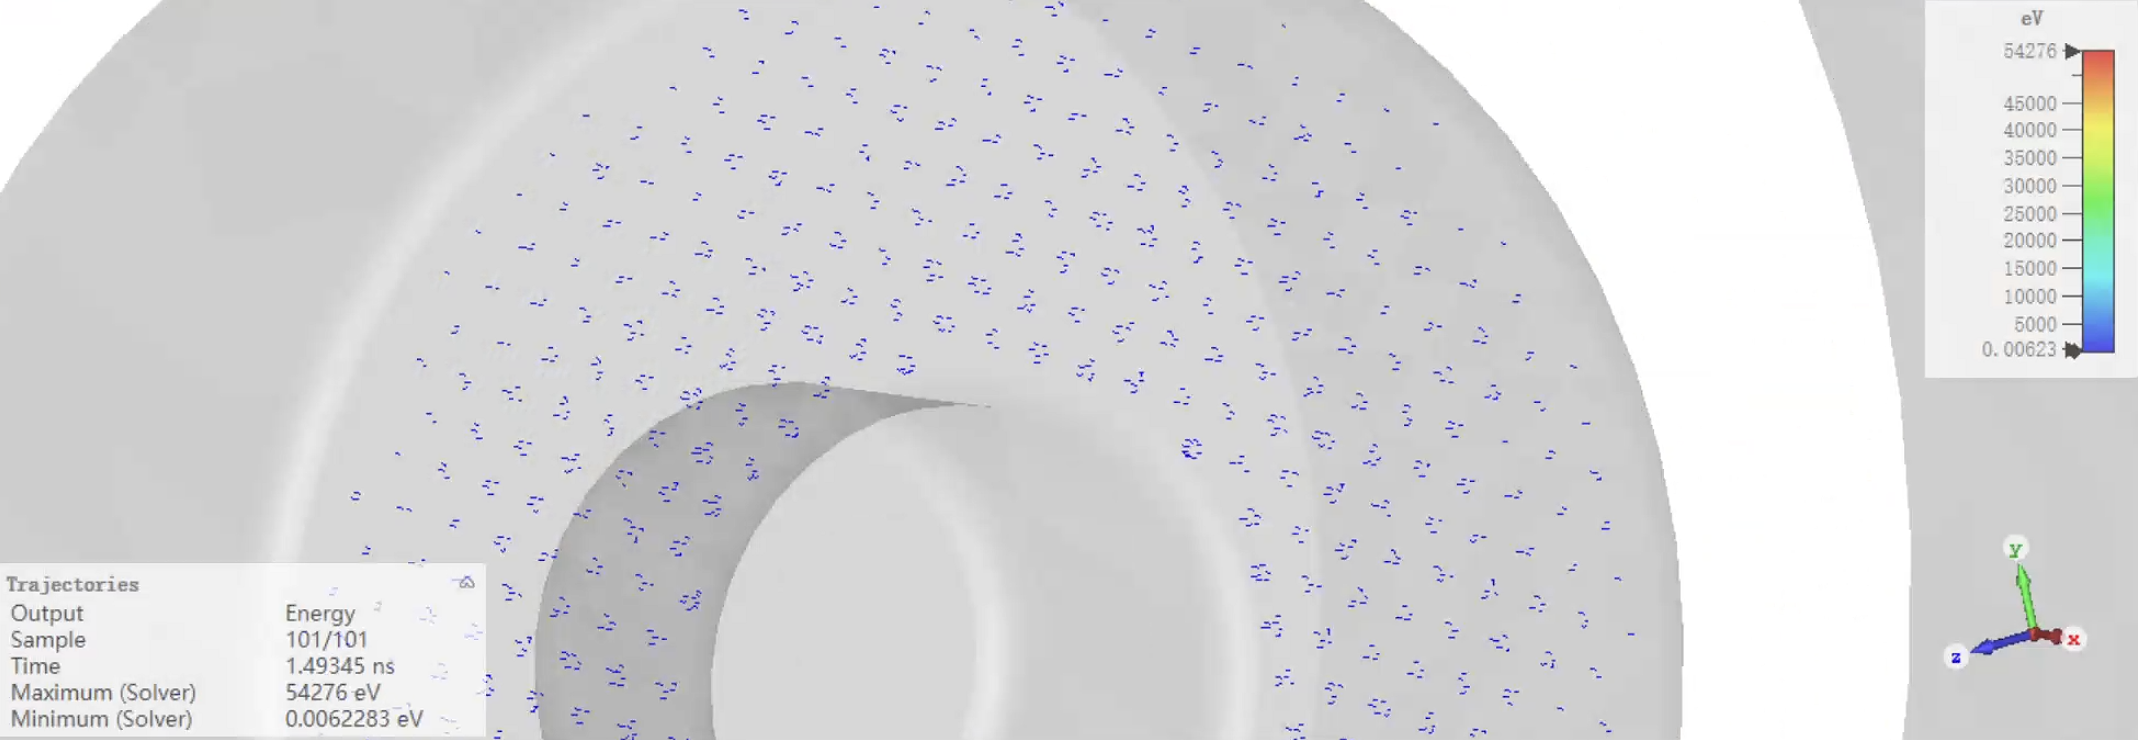 eV
54276
45000
40000
35000
30000
25000
20000
15000
10000
5000
0.00623
y
x
z
Trajectories
Output Energy
Sample 101/101
Time 1.49345 ns
Maximum (Solver) 54276 eV
Minimum (Solver) 0.0062283 eV